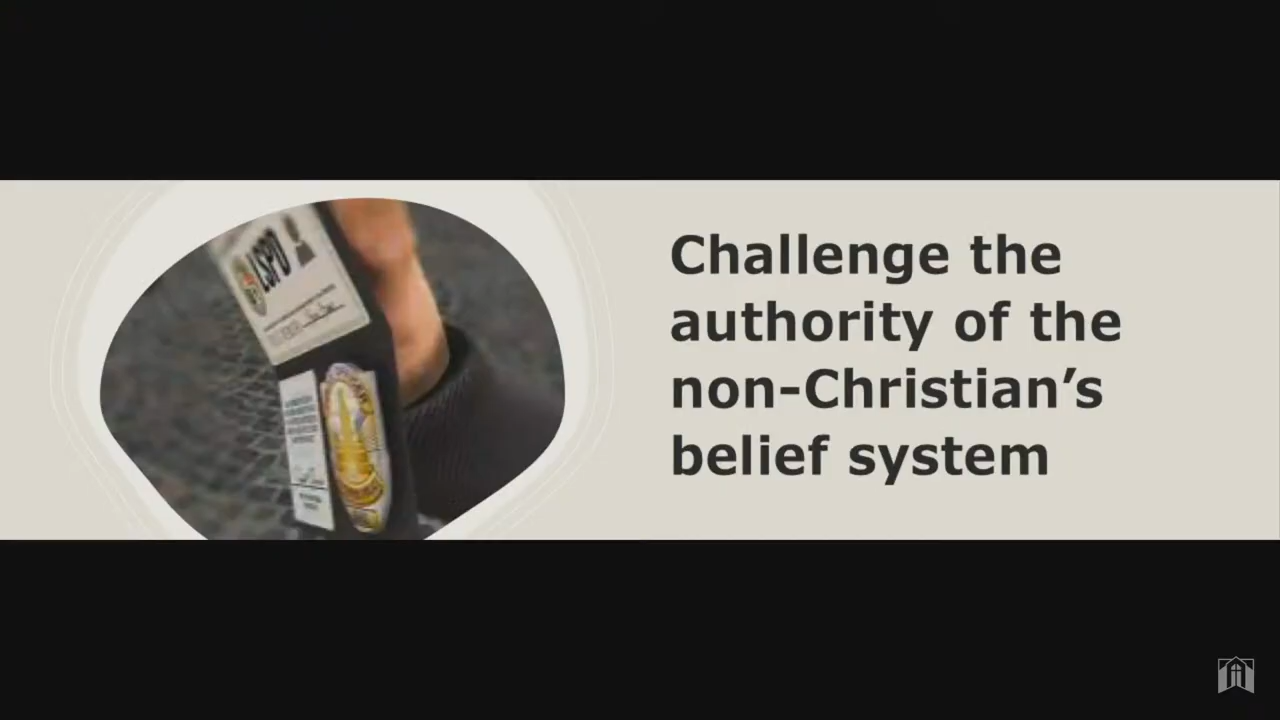 LSPD
Challenge the
authority of the
non-Christian’s
belief system